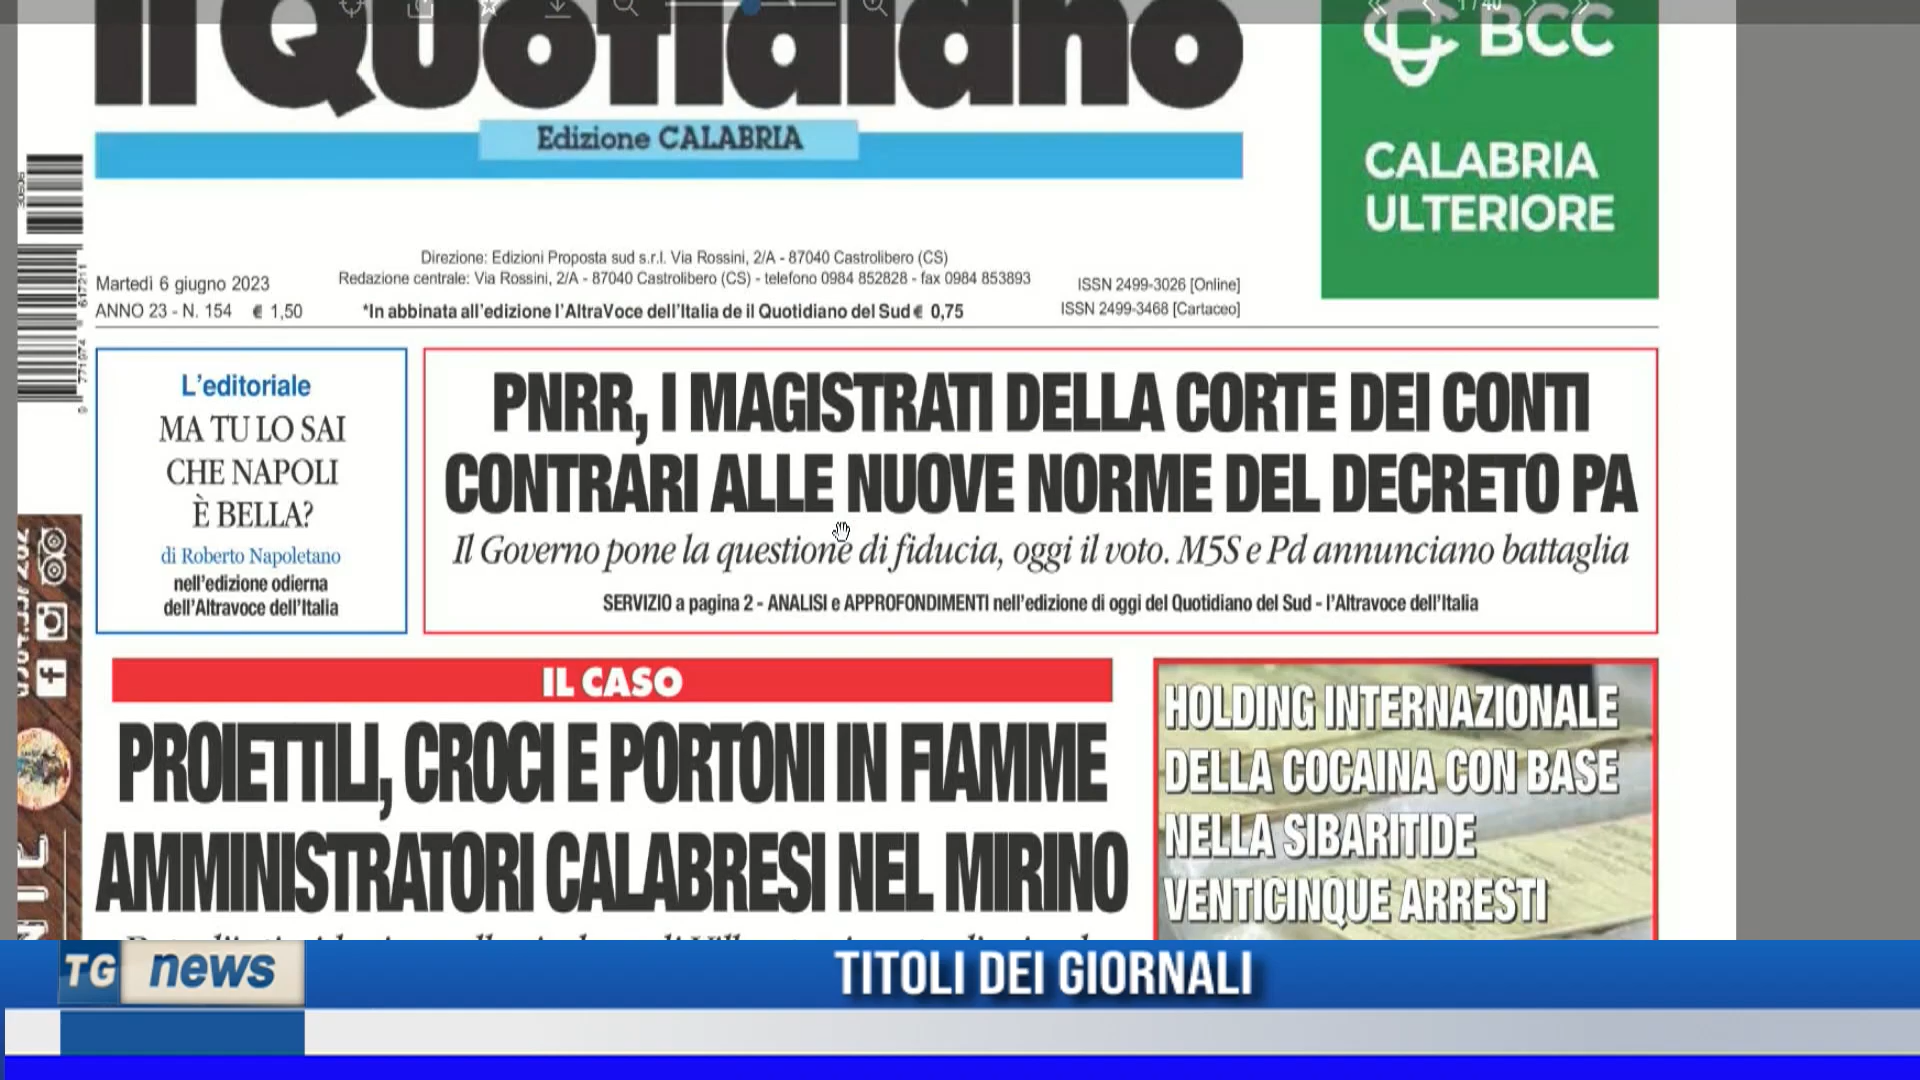 1 / 40
il Quotidiano
Edizione CALABRIA
BCC
CALABRIA
ULTERIORE
Direzione: Edizioni Proposta sud s.r.l. Via Rossini, 2/A - 87040 Castrolibero (CS)
Redazione centrale: Via Rossini, 2/A - 87040 Castrolibero (CS) - telefono 0984 852828 - fax 0984 853893
Martedì 6 giugno 2023
ANNO 23 - N. 154 € 1,50
*In abbinata all'edizione l'AltraVoce dell'Italia de il Quotidiano del Sud € 0,75
ISSN 2499-3026 [Online]
ISSN 2499-3468 [Cartaceo]
L'editoriale
MA TU LO SAI
CHE NAPOLI
È BELLA?
di Roberto Napoletano
nell'edizione odierna
dell'Altravoce dell'Italia
PNRR, I MAGISTRATI DELLA CORTE DEI CONTI
CONTRARI ALLE NUOVE NORME DEL DECRETO PA
Il Governo pone la questione di fiducia, oggi il voto. M5S e Pd annunciano battaglia
SERVIZIO a pagina 2 - ANALISI e APPROFONDIMENTI nell'edizione di oggi del Quotidiano del Sud - l'Altravoce dell'Italia
IL CASO
PROIETTILI, CROCI E PORTONI IN FIAMME
AMMINISTRATORI CALABRESI NEL MIRINO
HOLDING INTERNAZIONALE
DELLA COCAINA CON BASE
NELLA SIBARITIDE
VENTICINQUE ARRESTI
TG news
TITOLI DEI GIORNALI